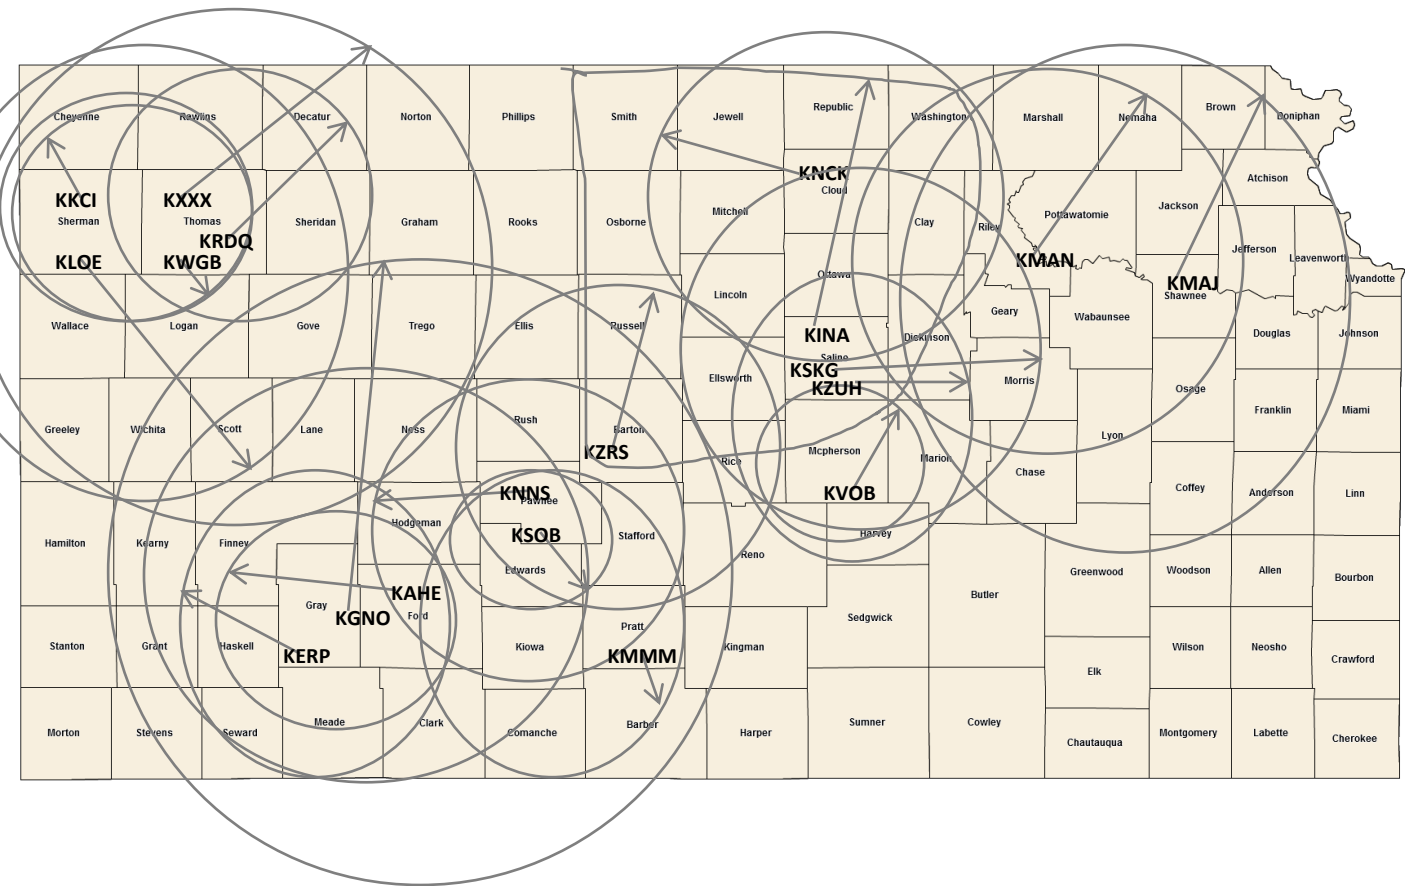 Cheyenne
Rawlins
Decatur
Norton
Phillips
Smith
Jewell
Republic
Washington
Marshall
Nemaha
Brown
Doniphan
KKCI
Sherman
KLOE
KXXX
Thomas
KRDQ
KWGB
Sheridan
Graham
Rooks
Osborne
Mitchell
KNCK
Cloud
Clay
Riley
Pottawatomie
KMAN
Jackson
Atchison
Jefferson
Leavenworth
Wyandotte
KMAJ
Shawnee
Wallace
Logan
Gove
Trego
Ellis
Russell
Lincoln
Ottawa
KINA
Saline
KSKG
KZUH
Dickinson
Geary
Wabaunsee
Douglas
Johnson
Ellsworth
Morris
Osage
Franklin
Miami
Greeley
Wichita
Scott
Lane
Ness
Rush
Barton
KZRS
Rice
Mcpherson
KVOB
Marion
Chase
Lyon
Coffey
Anderson
Linn
Hamilton
Kearny
Finney
Hodgeman
KNNS
Pawnee
KSOB
Edwards
Stafford
Reno
Harvey
Butler
Greenwood
Woodson
Allen
Bourbon
Gray
KGNO
KAHE
Ford
KERP
Stanton
Grant
Haskell
Kiowa
Pratt
KMMM
Kingman
Sedgwick
Elk
Wilson
Neosho
Crawford
Morton
Stevens
Seward
Meade
Clark
Comanche
Barber
Harper
Sumner
Cowley
Chautauqua
Montgomery
Labette
Cherokee